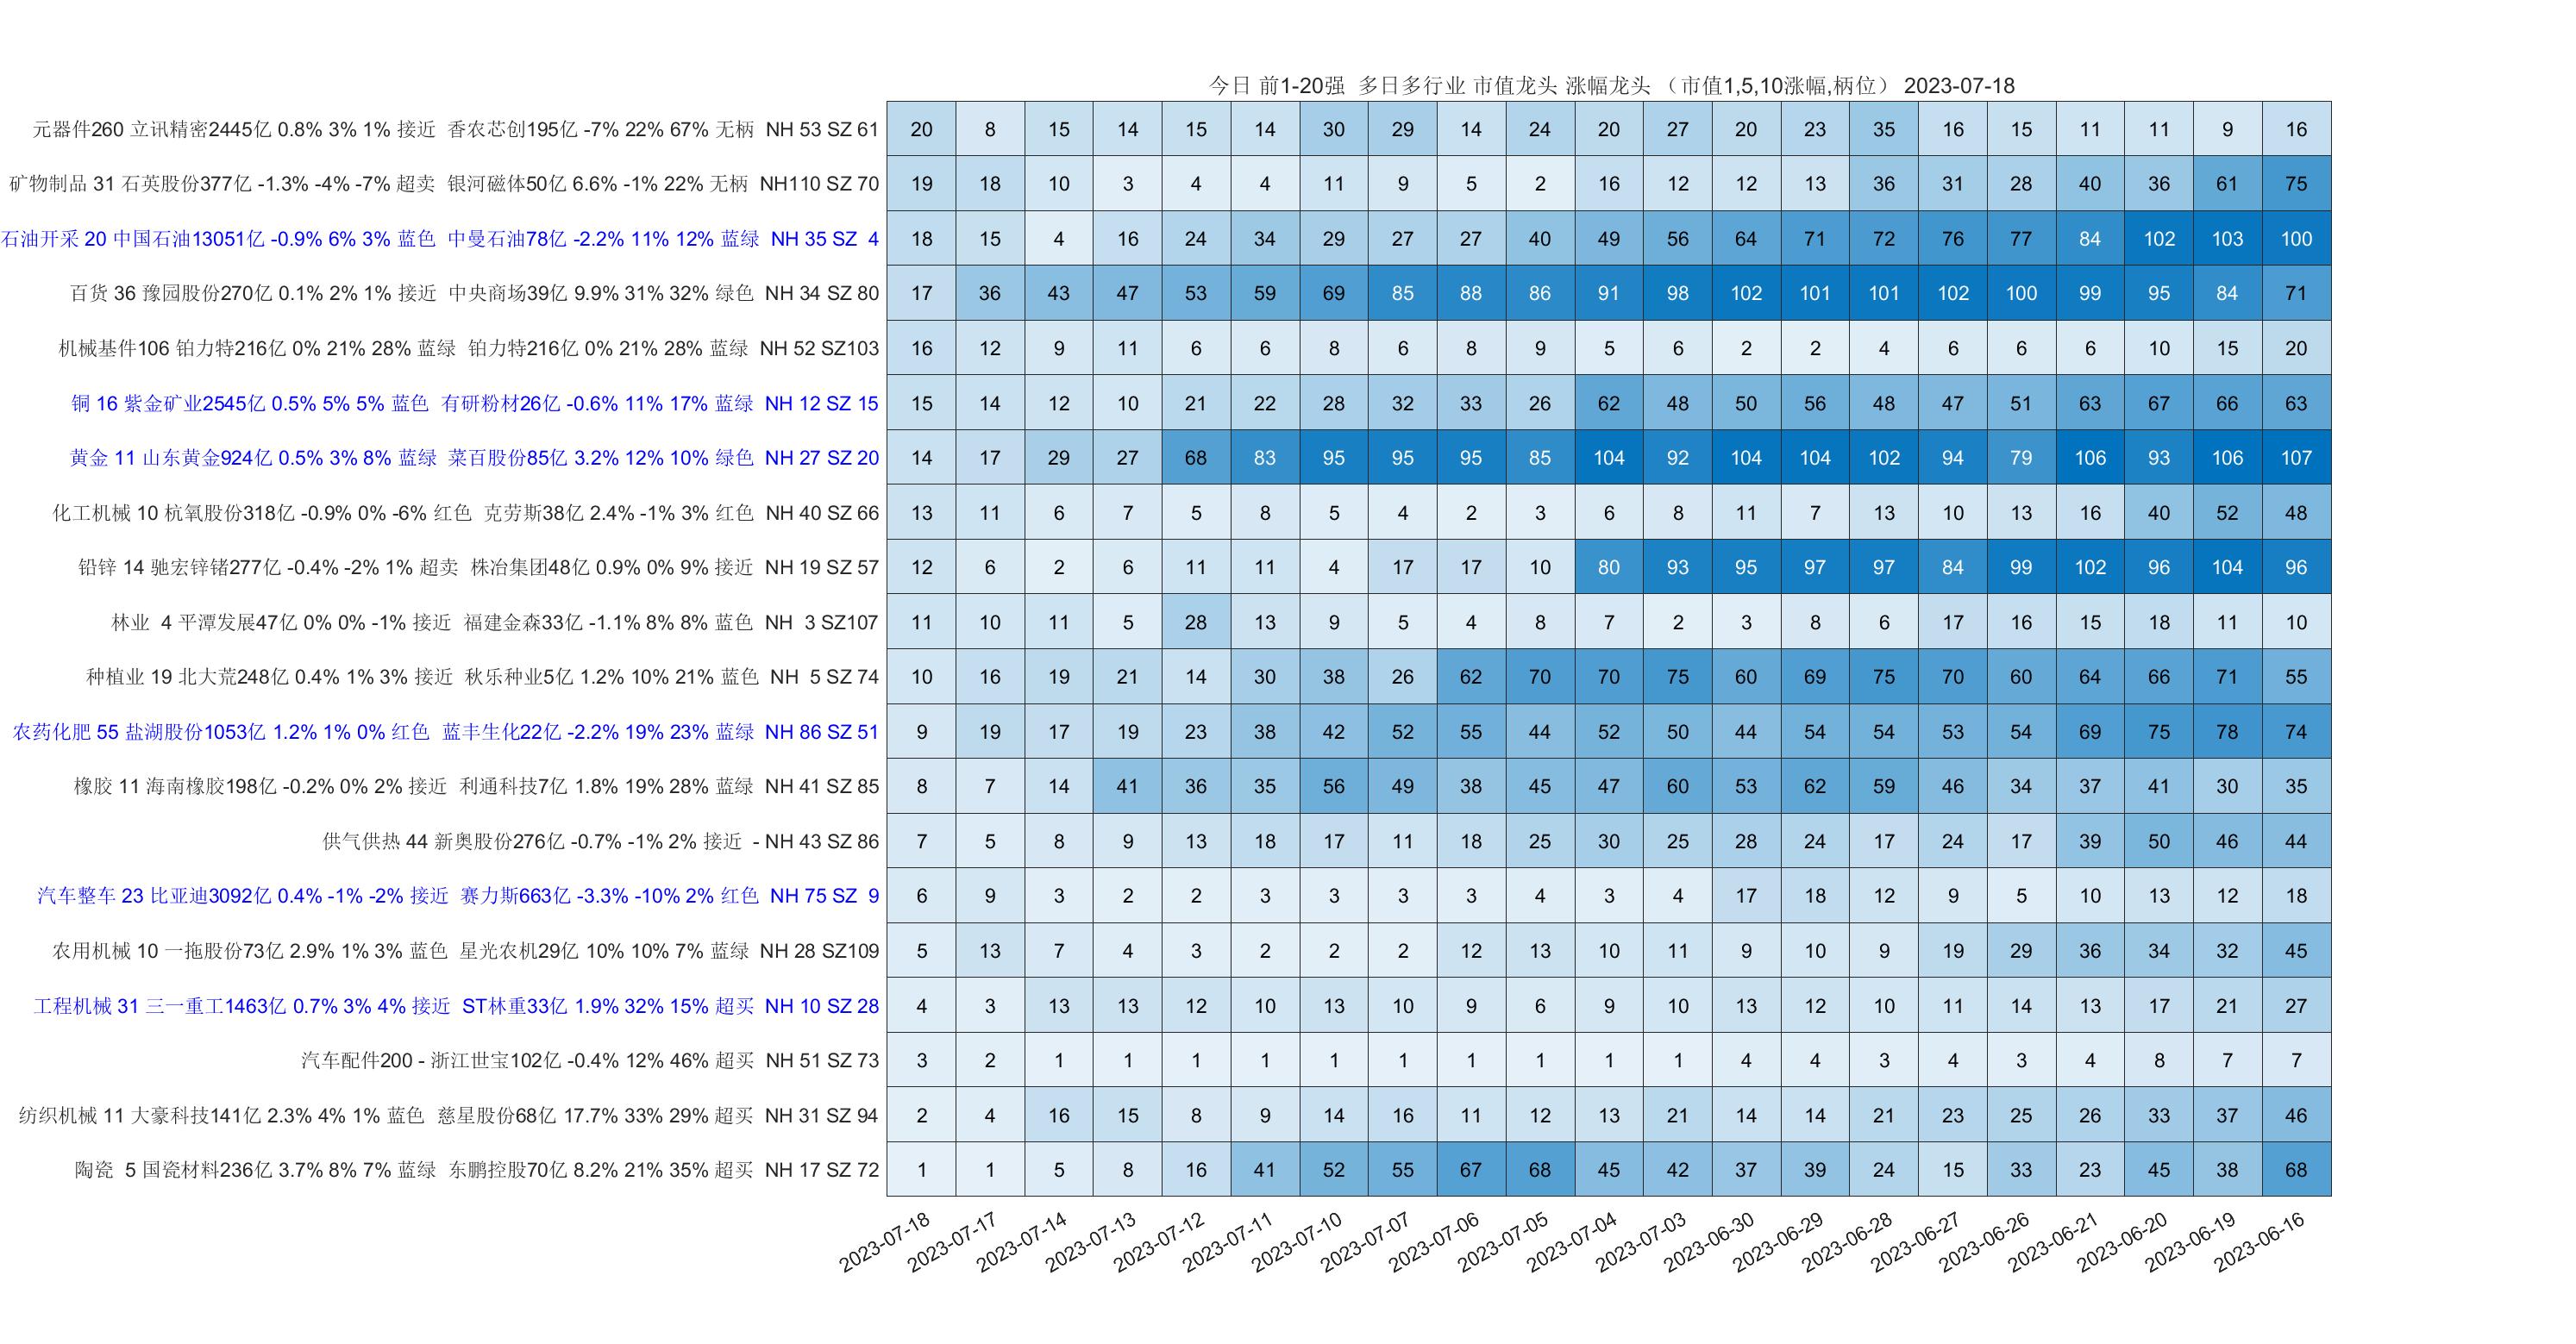 今日 前1-20强 多日多行业 市值龙头 涨幅龙头 （市值1,5,10涨幅,柄位） 2023-07-18
元器件260 立讯精密2445亿 0.8% 3% 1% 接近 香农芯创195亿 -7% 22% 67% 无柄 NH 53 SZ 61 20 8 15 14 15 14 30 29 14 24 20 27 20 23 35 16 15 11 11 9 16
矿物制品 31 石英股份377亿 -1.3% -4% -7% 超卖 银河磁体50亿 6.6% -1% 22% 无柄 NH110 SZ 70 19 18 10 3 4 4 11 9 5 2 16 12 12 13 36 31 28 40 36 61 75
石油开采 20 中国石油13051亿 -0.9% 6% 3% 蓝色 中曼石油78亿 -2.2% 11% 12% 蓝绿 NH 35 SZ 4 18 15 4 16 24 34 29 27 27 40 49 56 64 71 72 76 77 84 102 103 100
百货 36 豫园股份270亿 0.1% 2% 1% 接近 中央商场39亿 9.9% 31% 32% 绿色 NH 34 SZ 80 17 36 43 47 53 59 69 85 88 86 91 98 102 101 101 102 100 99 95 84 71
机械基件106 铂力特216亿 0% 21% 28% 蓝绿 铂力特216亿 0% 21% 28% 蓝绿 NH 52 SZ103 16 12 9 11 6 6 8 6 8 9 5 6 2 2 4 6 6 6 10 15 20
铜 16 紫金矿业2545亿 0.5% 5% 5% 蓝色 有研粉材26亿 -0.6% 11% 17% 蓝绿 NH 12 SZ 15 15 14 12 10 21 22 28 32 33 26 62 48 50 56 48 47 51 63 67 66 63
黄金 11 山东黄金924亿 0.5% 3% 8% 蓝绿 菜百股份85亿 3.2% 12% 10% 绿色 NH 27 SZ 20 14 17 29 27 68 83 95 95 95 85 104 92 104 104 102 94 79 106 93 106 107
化工机械 10 杭氧股份318亿 -0.9% 0% -6% 红色 克劳斯38亿 2.4% -1% 3% 红色 NH 40 SZ 66 13 11 6 7 5 8 5 4 2 3 6 8 11 7 13 10 13 16 40 52 48
铅锌 14 驰宏锌锗277亿 -0.4% -2% 1% 超卖 株冶集团48亿 0.9% 0% 9% 接近 NH 19 SZ 57 12 6 2 6 11 11 4 17 17 10 80 93 95 97 97 84 99 102 96 104 96
林业 4 平潭发展47亿 0% 0% -1% 接近 福建金森33亿 -1.1% 8% 8% 蓝色 NH 3 SZ107 11 10 11 5 28 13 9 5 4 8 7 2 3 8 6 17 16 15 18 11 10
种植业 19 北大荒248亿 0.4% 1% 3% 接近 秋乐种业5亿 1.2% 10% 21% 蓝色 NH 5 SZ 74 10 16 19 21 14 30 38 26 62 70 70 75 60 69 75 70 60 64 66 71 55
农药化肥 55 盐湖股份1053亿 1.2% 1% 0% 红色 蓝丰生化22亿 -2.2% 19% 23% 蓝绿 NH 86 SZ 51 9 19 17 19 23 38 42 52 55 44 52 50 44 54 54 53 54 69 75 78 74
橡胶 11 海南橡胶198亿 -0.2% 0% 2% 接近 利通科技7亿 1.8% 19% 28% 蓝绿 NH 41 SZ 85 8 7 14 41 36 35 56 49 38 45 47 60 53 62 59 46 34 37 41 30 35
供气供热 44 新奥股份276亿 -0.7% -1% 2% 接近 - NH 43 SZ 86 7 5 8 9 13 18 17 11 18 25 30 25 28 24 17 24 17 39 50 46 44
汽车整车 23 比亚迪3092亿 0.4% -1% -2% 接近 赛力斯663亿 -3.3% -10% 2% 红色 NH 75 SZ 9 6 9 3 2 2 3 3 3 3 4 3 4 17 18 12 9 5 10 13 12 18
农用机械 10 一拖股份73亿 2.9% 1% 3% 蓝色 星光农机29亿 10% 10% 7% 蓝绿 NH 28 SZ109 5 13 7 4 3 2 2 2 12 13 10 11 9 10 9 19 29 36 34 32 45
工程机械 31 三一重工1463亿 0.7% 3% 4% 接近 ST林重33亿 1.9% 32% 15% 超买 NH 10 SZ 28 4 3 13 13 12 10 13 10 9 6 9 10 13 12 10 11 14 13 17 21 27
汽车配件200 - 浙江世宝102亿 -0.4% 12% 46% 超买 NH 51 SZ 73 3 2 1 1 1 1 1 1 1 1 1 1 4 4 3 4 3 4 8 7 7
纺织机械 11 大豪科技141亿 2.3% 4% 1% 蓝色 慈星股份68亿 17.7% 33% 29% 超买 NH 31 SZ 94 2 4 16 15 8 9 14 16 11 12 13 21 14 14 21 23 25 26 33 37 46
陶瓷 5 国瓷材料236亿 3.7% 8% 7% 蓝绿 东鹏控股70亿 8.2% 21% 35% 超买 NH 17 SZ 72 1 1 5 8 16 41 52 55 67 68 45 42 37 39 24 15 33 23 45 38 68
2023-07-18 2023-07-17 2023-07-14 2023-07-13 2023-07-12 2023-07-11 2023-07-10 2023-07-07 2023-07-06 2023-07-05 2023-07-04 2023-07-03 2023-06-30 2023-06-29 2023-06-28 2023-06-27 2023-06-26 2023-06-21 2023-06-20 2023-06-19 2023-06-16